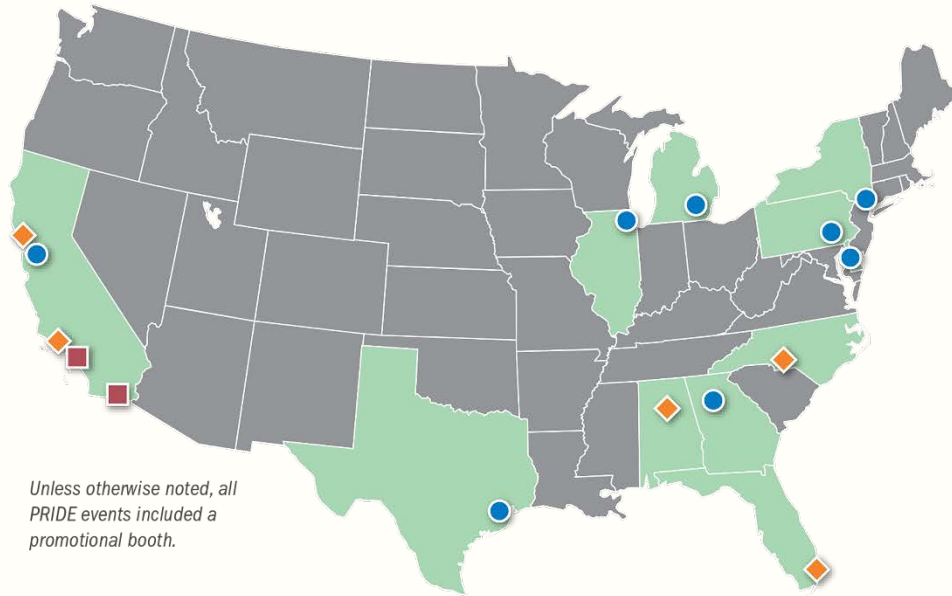 Unless otherwise noted, all
PRIDE events included a
promotional booth.